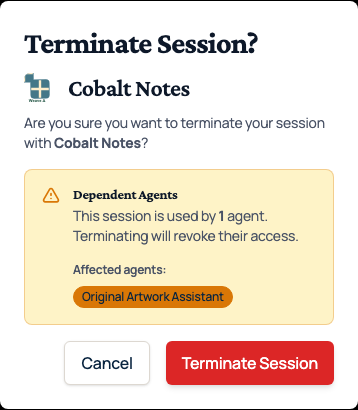 Terminate Session?
Cobalt Notes
Are you sure you want to terminate your session
with Cobalt Notes?
Dependent Agents
This session is used by 1 agent.
Terminating will revoke their access.
Affected agents:
Original Artwork Assistant
Cancel
Terminate Session